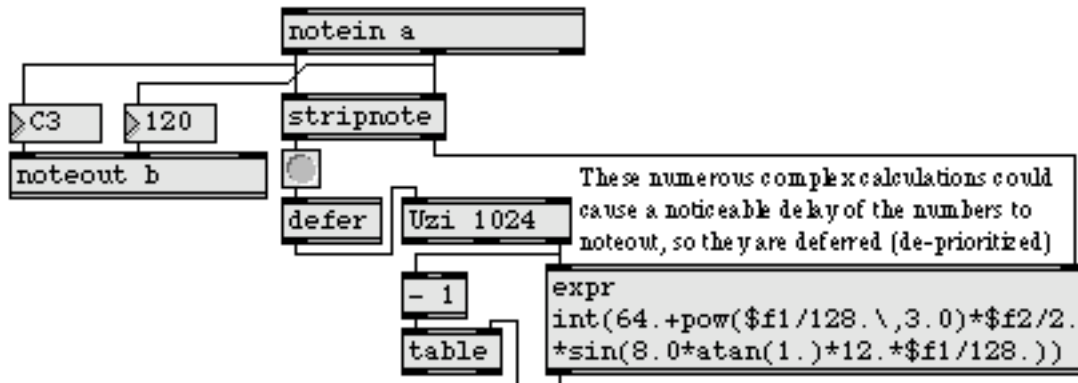 notein a
C3
120
stripnote
noteout b
These numerous complex calculations could
cause a noticeable delay of the numbers to
noteout, so they are deferred (de-prioritized)
defer
Uzi 1024
- 1
expr
int(64.+pow($f1/128.\,3.0)*$f2/2.
*sin(8.0*atan(1.)*12.*$f1/128.))
table